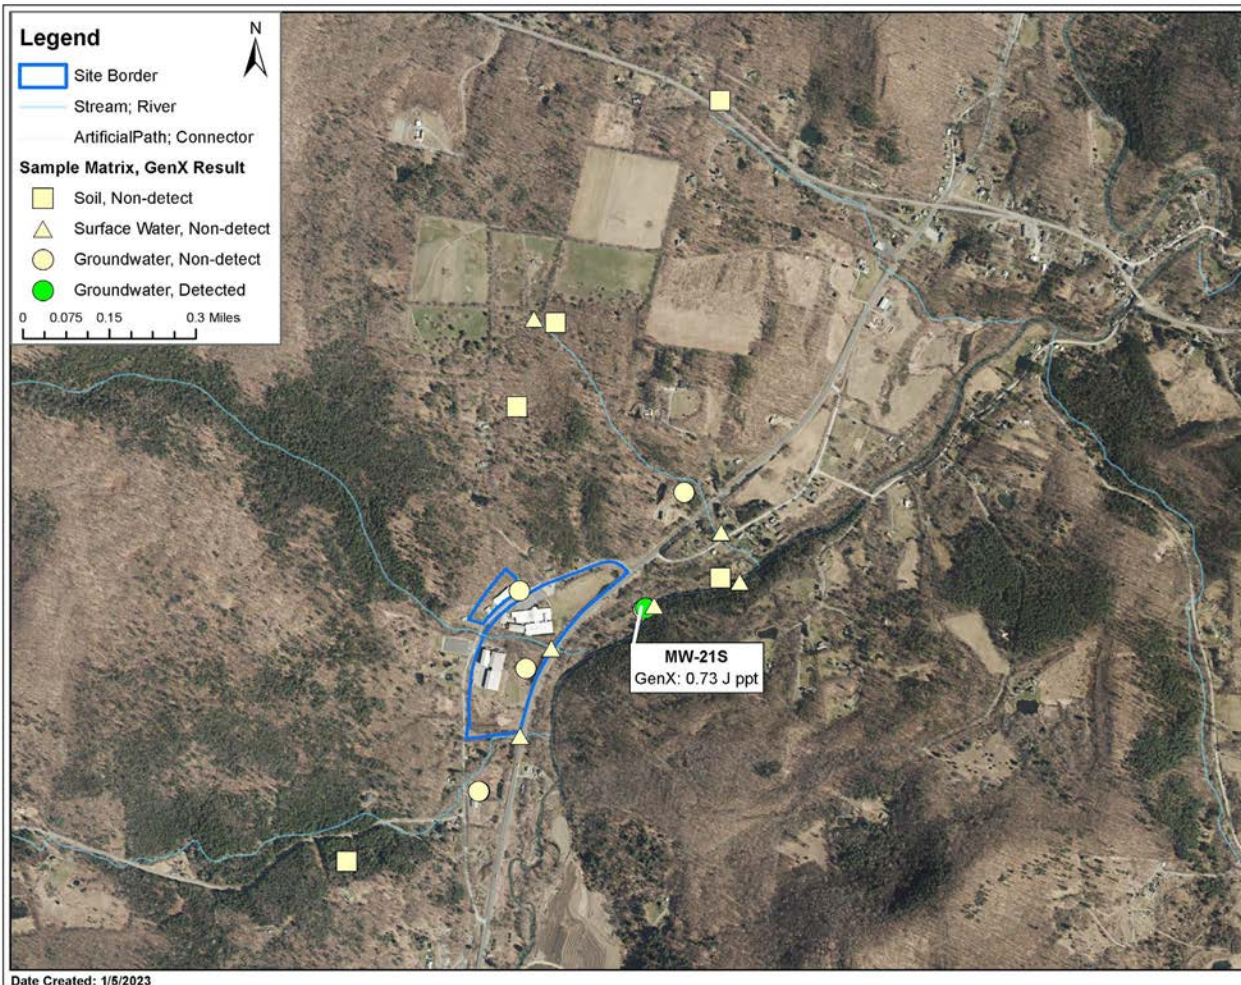 Legend
N
Site Border
Stream; River
ArtificialPath; Connector
Sample Matrix, GenX Result
Soil, Non-detect
Surface Water, Non-detect
Groundwater, Non-detect
Groundwater, Detected
0 0.075 0.15 0.3 Miles
MW-21S
GenX: 0.73 J ppt
Date Created: 1/5/2023